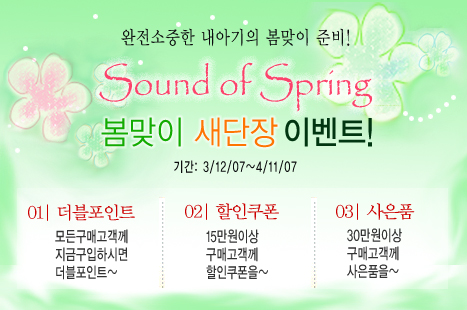 완전소중한 내아기의 봄맞이 준비!
Sound of Spring
봄맞이 새단장 이벤트!
기간: 3/12/07~4/11/07
01| 더블포인트
모든구매고객께
지금구입하시면
더블포인트~
02| 할인쿠폰
15만원이상
구매고객께
할인쿠폰을~
03| 사은품
30만원이상
구매고객께
사은품을~